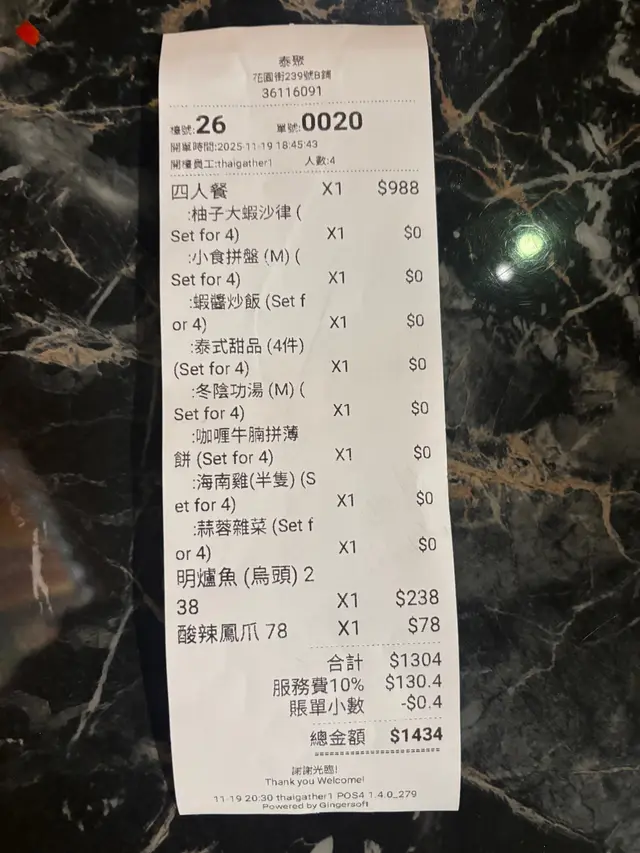 泰聚
花園街239號B鋪
36116091
檯號:26 單號:0020
開單時間:2025-11-19 18:45:43
開檯員工:thaigather1 人數:4
四人餐 X1 $988
:柚子大蝦沙律 (
Set for 4) X1 $0
:小食拼盤 (M) (
Set for 4) X1 $0
:蝦醬炒飯 (Set f
or 4) X1 $0
:泰式甜品 (4件)
(Set for 4) X1 $0
:冬陰功湯 (M) (
Set for 4) X1 $0
:咖喱牛腩拼薄
餅 (Set for 4) X1 $0
:海南雞(半隻) (S
et for 4) X1 $0
:蒜蓉雜菜 (Set f
or 4) X1 $0
明爐魚 (烏頭) 2
38 X1 $238
酸辣鳳爪 78 X1 $78
合計 $1304
服務費10% $130.4
賬單小數 -$0.4
總金額 $1434
謝謝光臨!
Thank you Welcome!
11-19 20:30 thaigather1 POS4 1.4.0_279
Powered by Gingersoft